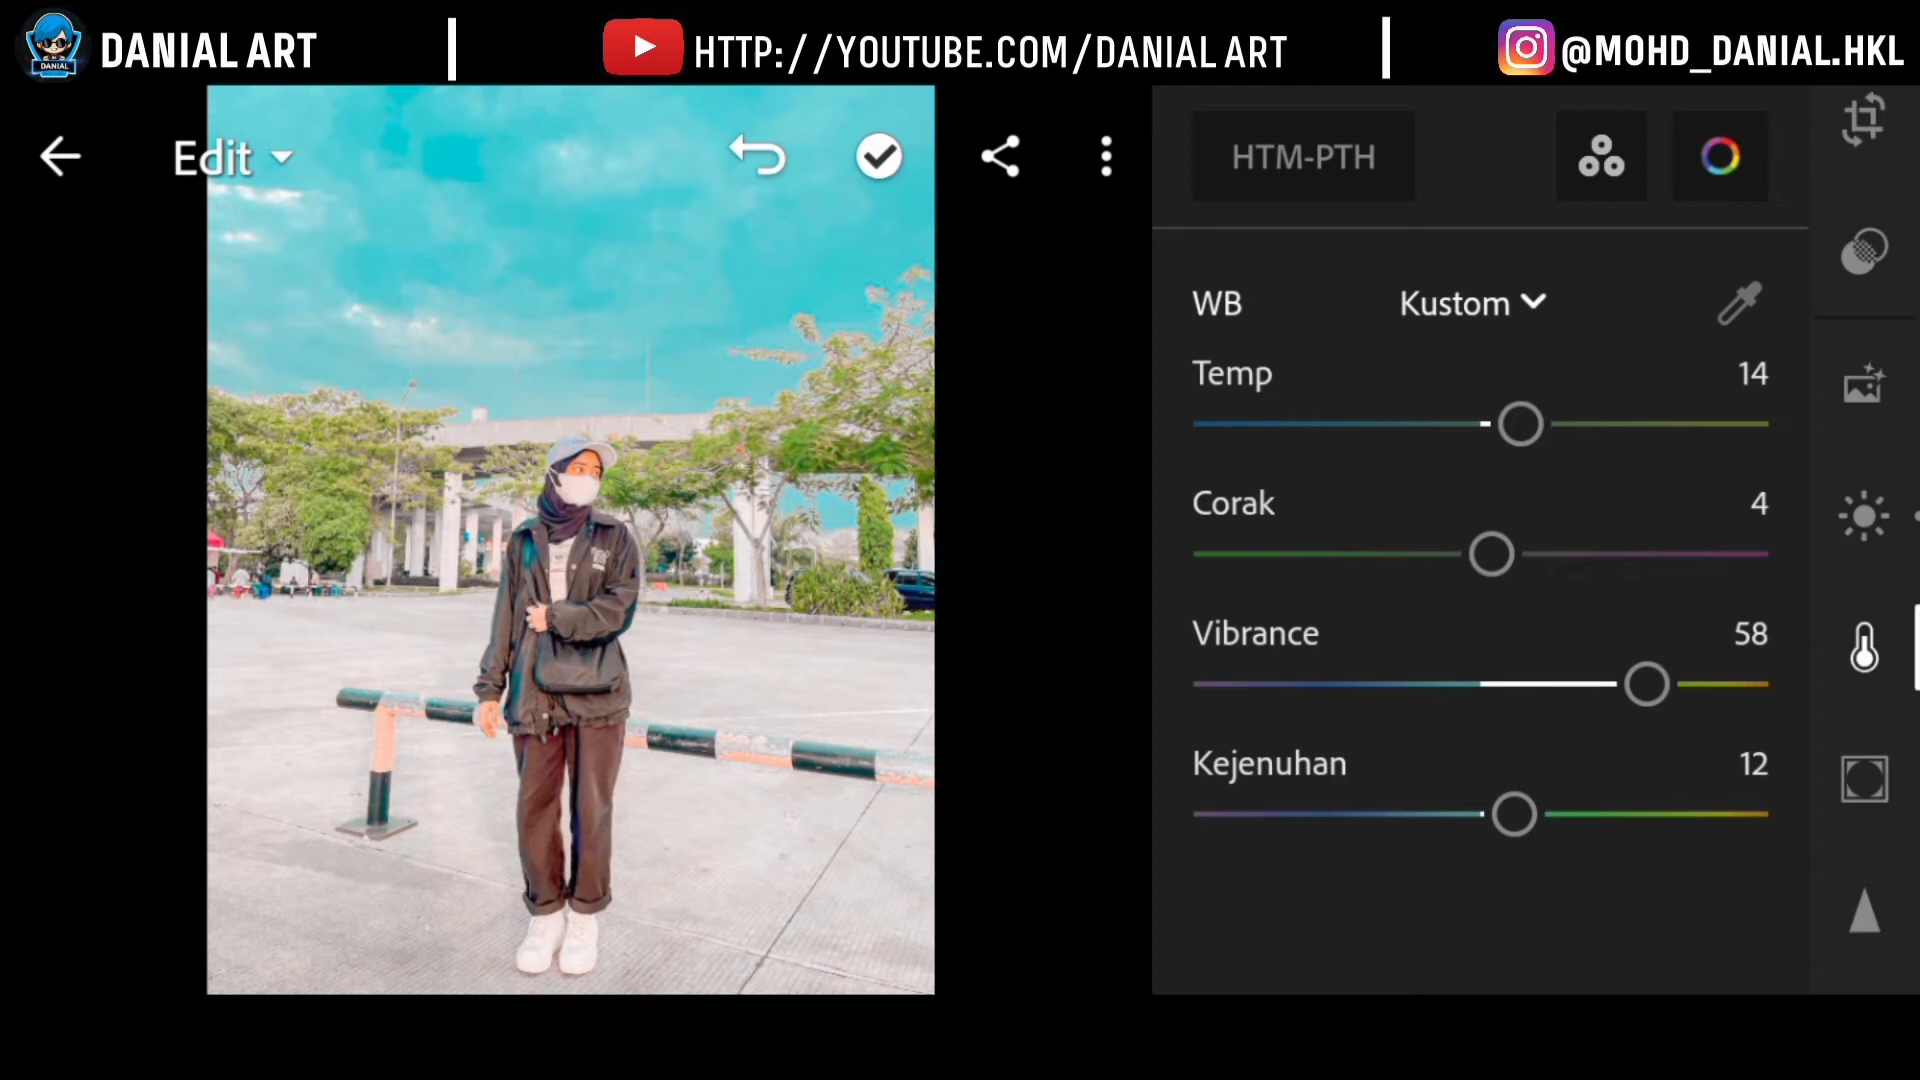 DANIAL
DANIAL ART
HTTP://YOUTUBE.COM/DANIAL ART
@MOHD_DANIAL.HKL
Edit
HTM-PTH
WB
Kustom
Temp 14
Corak 4
Vibrance 58
Kejenuhan 12